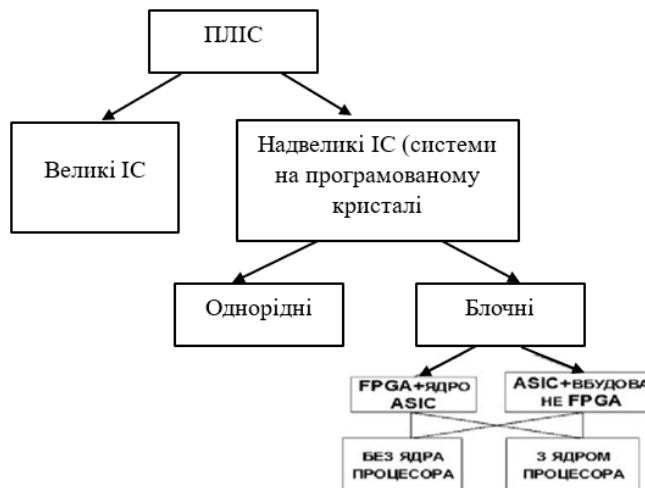 ПЛІС
Великі ІС
Надвеликі ІС (системи
на програмованому
кристалі
Однорідні
Блочні
FPGA+ЯДРО
ASIC
ASIC+ВБУДОВА
НЕ FPGA
БЕЗ ЯДРА
ПРОЦЕСОРА
З ЯДРОМ
ПРОЦЕСОРА